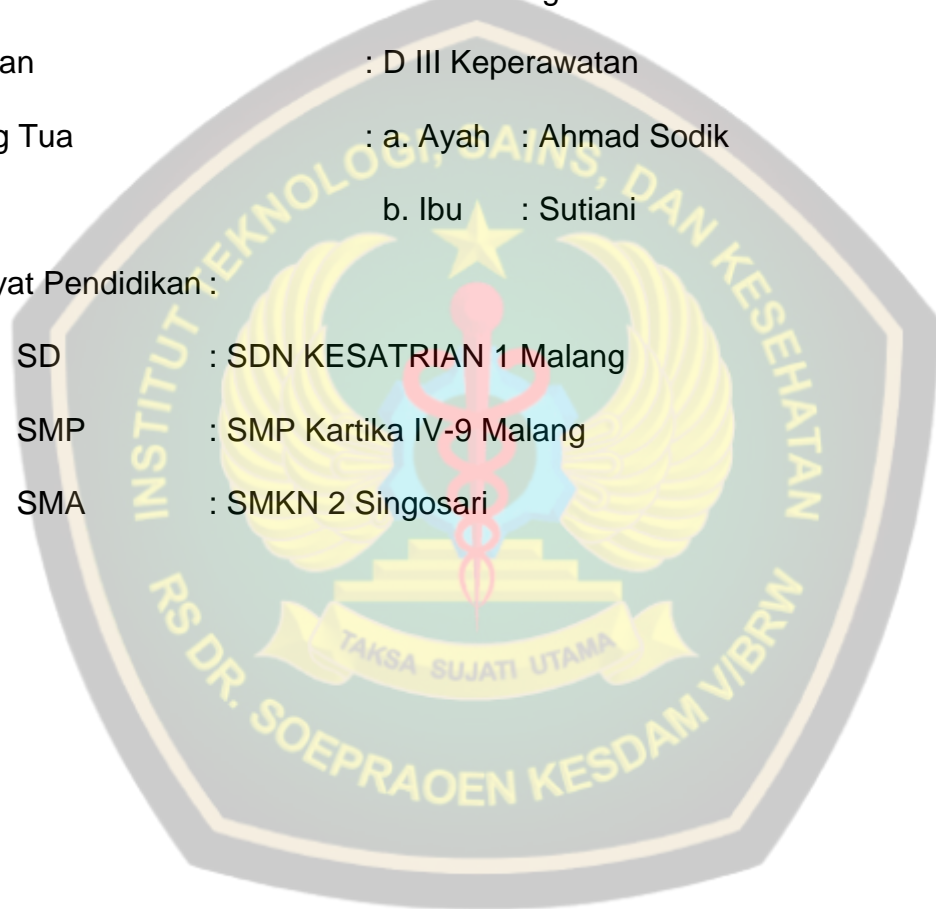 an : D III Keperawatan
g Tua : a. Ayah : Ahmad Sodik
b. Ibu : Sutiani
yat Pendidikan :
SD : SDN KESATRIAN 1 Malang
SMP : SMP Kartika IV-9 Malang
SMA : SMKN 2 Singosari
INSTITUT TEKNOLOGI, SAINS, DAN KESEHATAN
TAKSA SUJATI UTAMA
RS DR. SOEPRAOEN KESDAM V/BRW